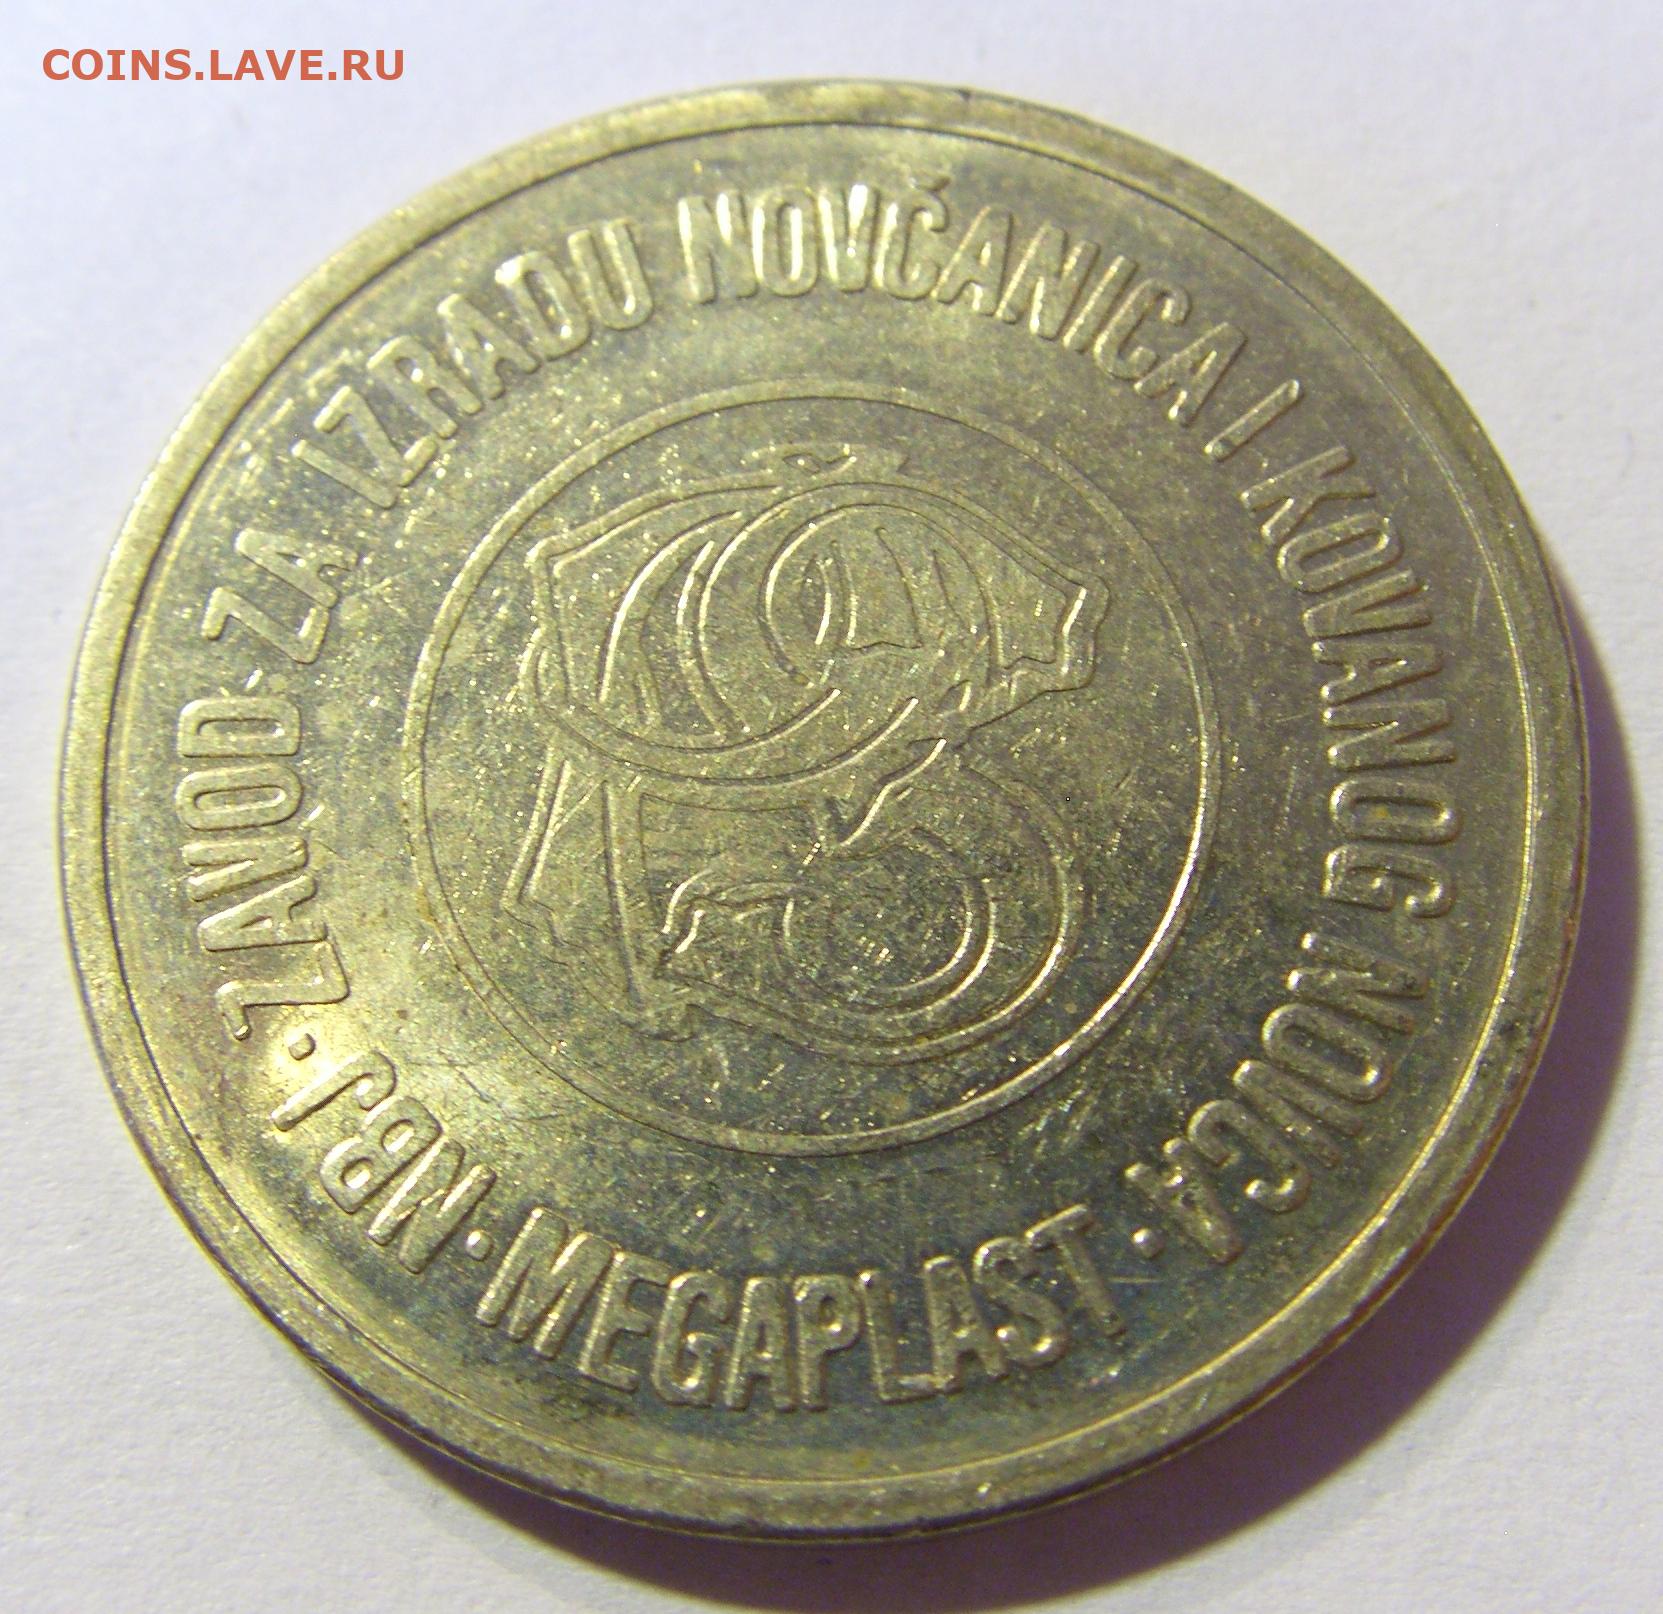 COINS.LAVE.RU
ZAVOD ZA IZRADU NOVČANICA I KOVANOG NOVCA · MEGAPLAST · NBJ ·